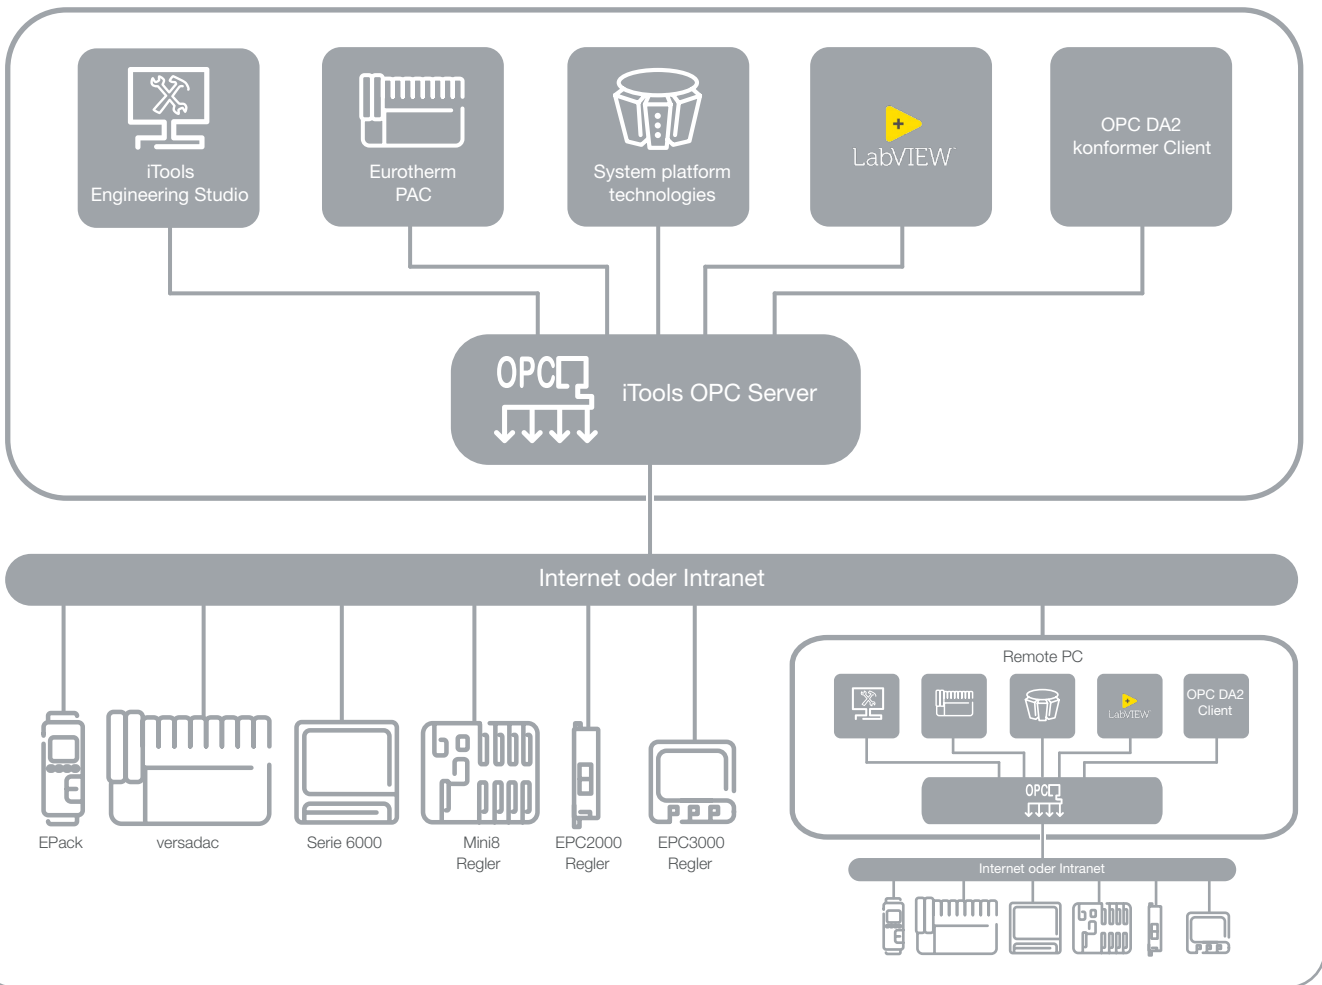 iTools
Engineering Studio
Eurotherm
PAC
System platform
technologies
LabVIEW
OPC DA2
konformer Client
OPC
iTools OPC Server
Internet oder Intranet
EPack
versadac
Serie 6000
Mini8
Regler
EPC2000
Regler
EPC3000
Regler
Remote PC
LabVIEW
OPC DA2
Client
OPC
Internet oder Intranet